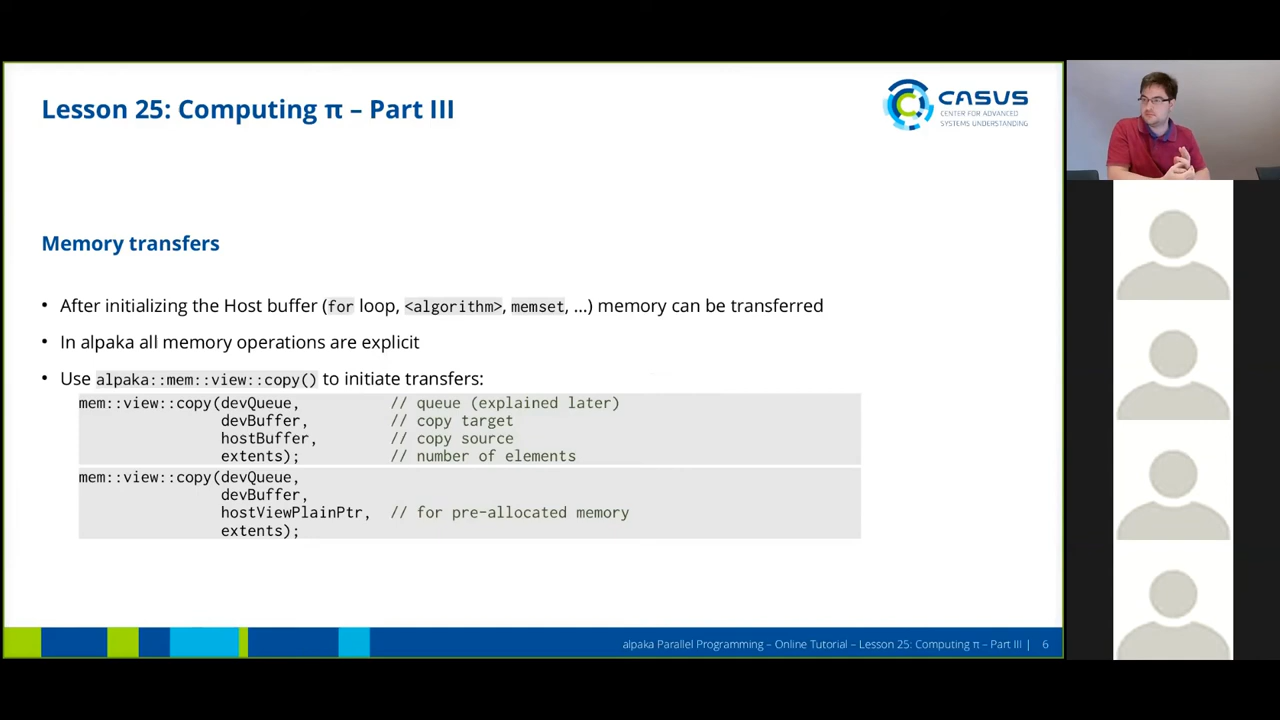 Lesson 25: Computing π – Part III
CASUS
CENTER FOR ADVANCED
SYSTEMS UNDERSTANDING
Memory transfers
• After initializing the Host buffer (for loop, <algorithm>, memset, …) memory can be transferred
• In alpaka all memory operations are explicit
• Use alpaka::mem::view::copy() to initiate transfers:
mem::view::copy(devQueue, // queue (explained later)
devBuffer, // copy target
hostBuffer, // copy source
extents); // number of elements
mem::view::copy(devQueue,
devBuffer,
hostViewPlainPtr, // for pre-allocated memory
extents);
alpaka Parallel Programming – Online Tutorial – Lesson 25: Computing π – Part III | 6